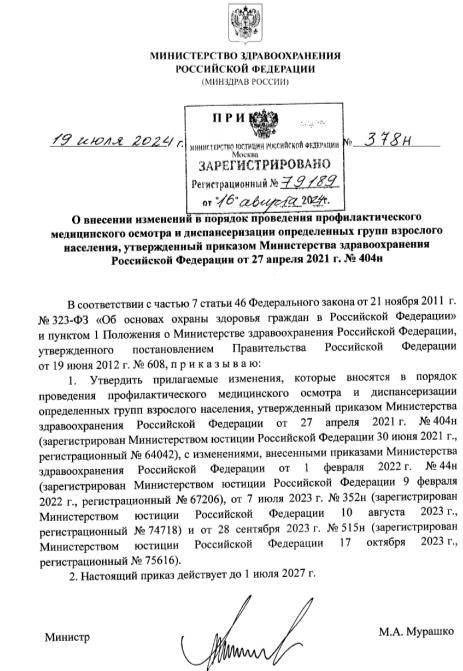 МИНИСТЕРСТВО ЗДРАВООХРАНЕНИЯ
РОССИЙСКОЙ ФЕДЕРАЦИИ
(МИНЗДРАВ РОССИИ)
ПРИКАЗ
МИНИСТЕРСТВО ЮСТИЦИИ РОССИЙСКОЙ ФЕДЕРАЦИИ
19 июля 2024 г.
№ 378н
Москва
ЗАРЕГИСТРИРОВАНО
Регистрационный № 79189
от "16" августа 2024г.
О внесении изменений в порядок проведения профилактического
медицинского осмотра и диспансеризации определенных групп взрослого
населения, утвержденный приказом Министерства здравоохранения
Российской Федерации от 27 апреля 2021 г. № 404н
В соответствии с частью 7 статьи 46 Федерального закона от 21 ноября 2011 г.
№ 323-ФЗ «Об основах охраны здоровья граждан в Российской Федерации»
и пунктом 1 Положения о Министерстве здравоохранения Российской Федерации,
утвержденного постановлением Правительства Российской Федерации
от 19 июня 2012 г. № 608, п р и к а з ы в а ю:
1. Утвердить прилагаемые изменения, которые вносятся в порядок
проведения профилактического медицинского осмотра и диспансеризации
определенных групп взрослого населения, утвержденный приказом Министерства
здравоохранения Российской Федерации от 27 апреля 2021 г. № 404н
(зарегистрирован Министерством юстиции Российской Федерации 30 июня 2021 г.,
регистрационный № 64042), с изменениями, внесенными приказами Министерства
здравоохранения Российской Федерации от 1 февраля 2022 г. № 44н
(зарегистрирован Министерством юстиции Российской Федерации 9 февраля
2022 г., регистрационный № 67206), от 7 июля 2023 г. № 352н (зарегистрирован
Министерством юстиции Российской Федерации 10 августа 2023 г.,
регистрационный № 74718) и от 28 сентября 2023 г. № 515н (зарегистрирован
Министерством юстиции Российской Федерации 17 октября 2023 г.,
регистрационный № 75616).
2. Настоящий приказ действует до 1 июля 2027 г.
Министр
М.А. Мурашко